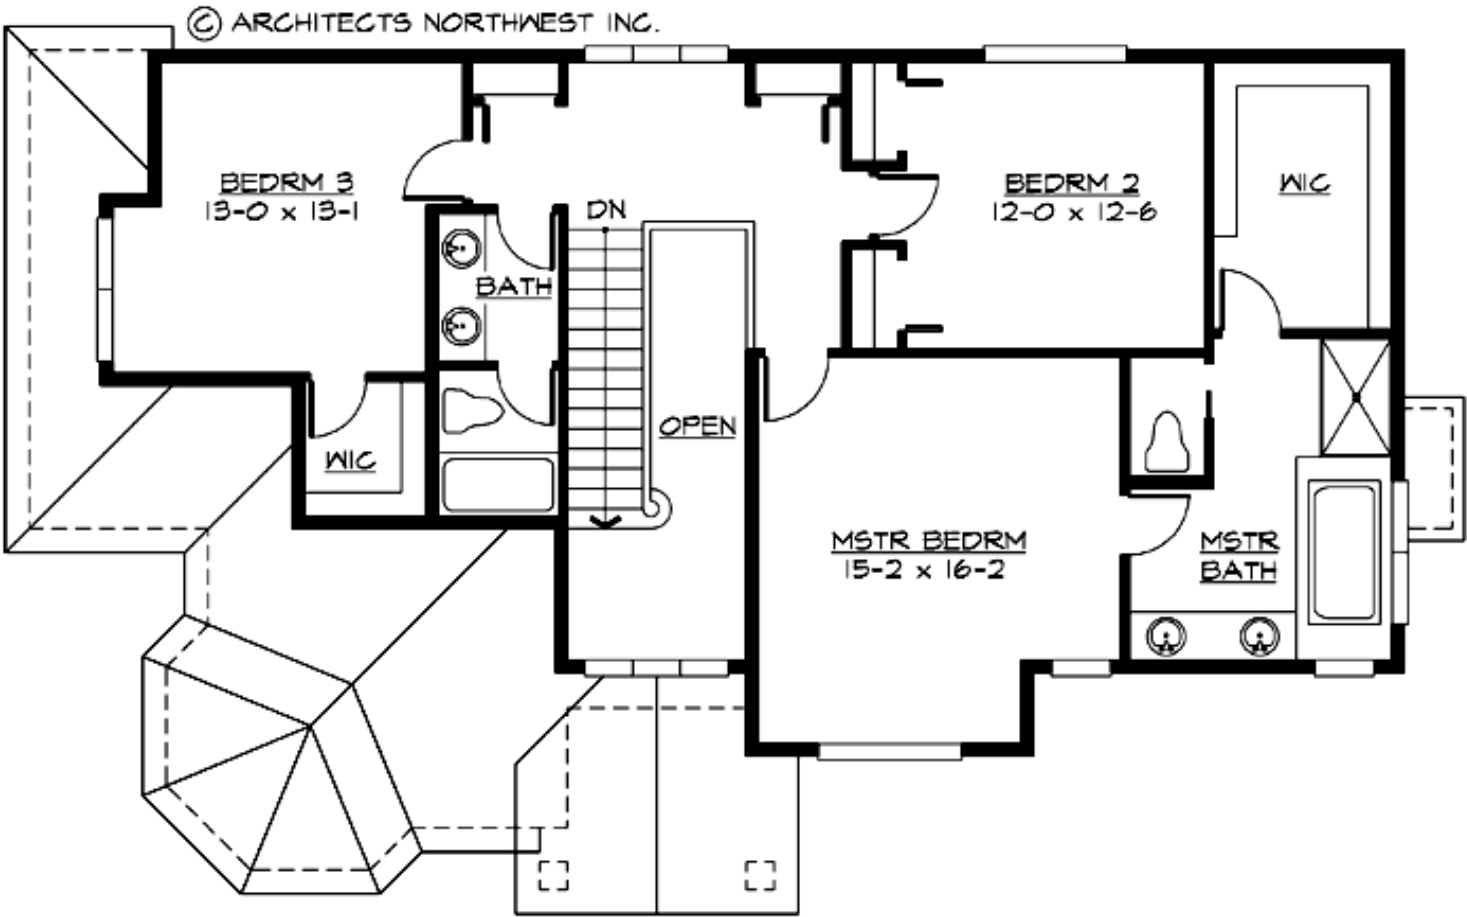 © ARCHITECTS NORTHWEST INC.
BEDRM 3
13-0 x 13-1
BEDRM 2
12-0 x 12-6
WIC
DN
BATH
OPEN
WIC
MSTR BEDRM
15-2 x 16-2
MSTR
BATH